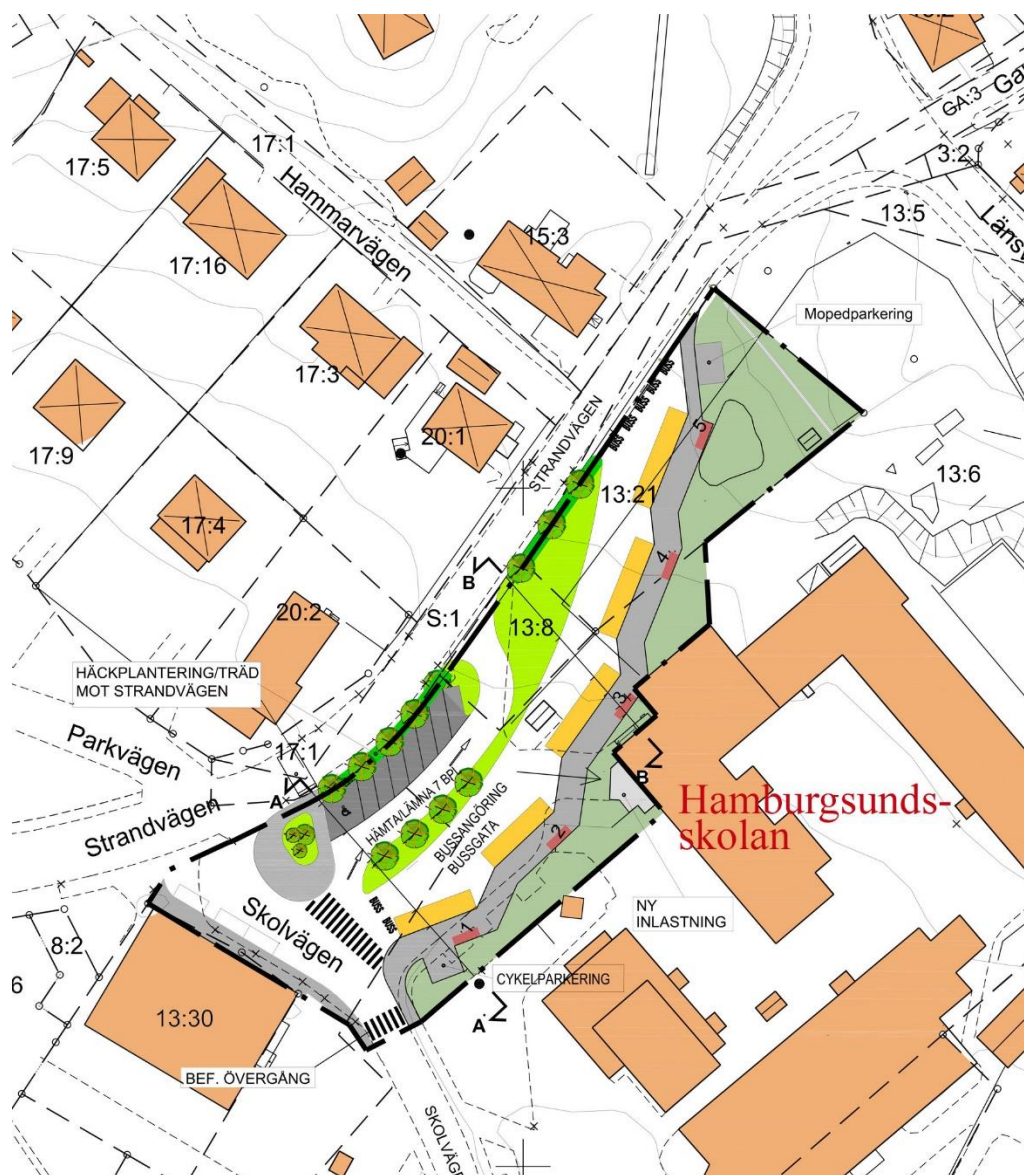 17:5
17:1
GA:3
3:2
13:5
Hammarvägen
17:16
15:3
Mopedparkering
17:3
BUSS BUSS BUSS BUSS BUSS
STRANDVÄGEN
20:1
5
17:9
13:21
13:6
17:4
4
B
S:1
13:8
20:2
HÄCKPLANTERING/TRÄD
MOT STRANDVÄGEN
3
Parkvägen
17:1
B
A
Strandvägen
P
HÄMTA/LÄMNA 7 BPL
BUSSANGÖRING
BUSSGATA
Hamburgsunds-
skolan
2
BUSS BUSS
NY
INLASTNING
Skolvägen
1
8:2
6
CYKELPARKERING
13:30
A
BEF. ÖVERGÅNG